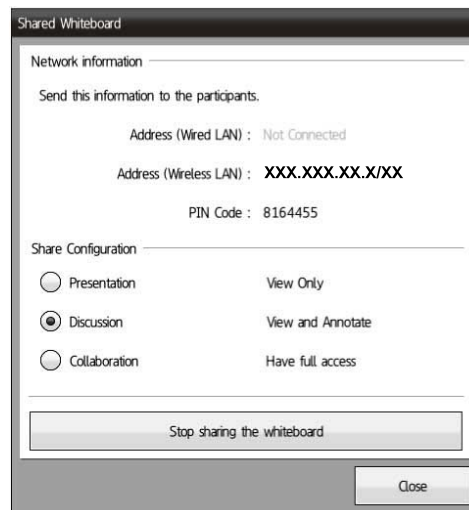 Shared Whiteboard
Network information
Send this information to the participants.
Address (Wired LAN) : Not Connected
Address (Wireless LAN) : XXX.XXX.XX.X/XX
PIN Code : 8164455
Share Configuration
Presentation View Only
Discussion View and Annotate
Collaboration Have full access
Stop sharing the whiteboard
Close